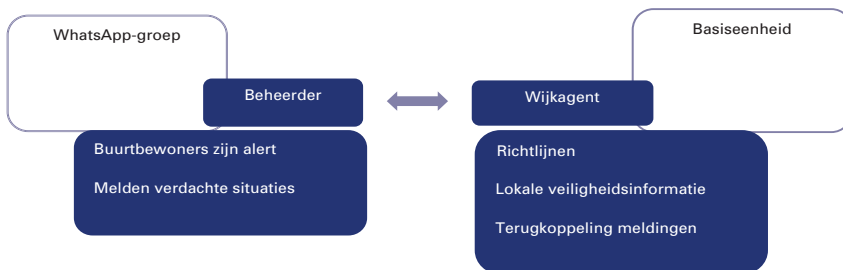 WhatsApp-groep
Beheerder
Buurtbewoners zijn alert
Melden verdachte situaties
Basiseenheid
Wijkagent
Richtlijnen
Lokale veiligheidsinformatie
Terugkoppeling meldingen